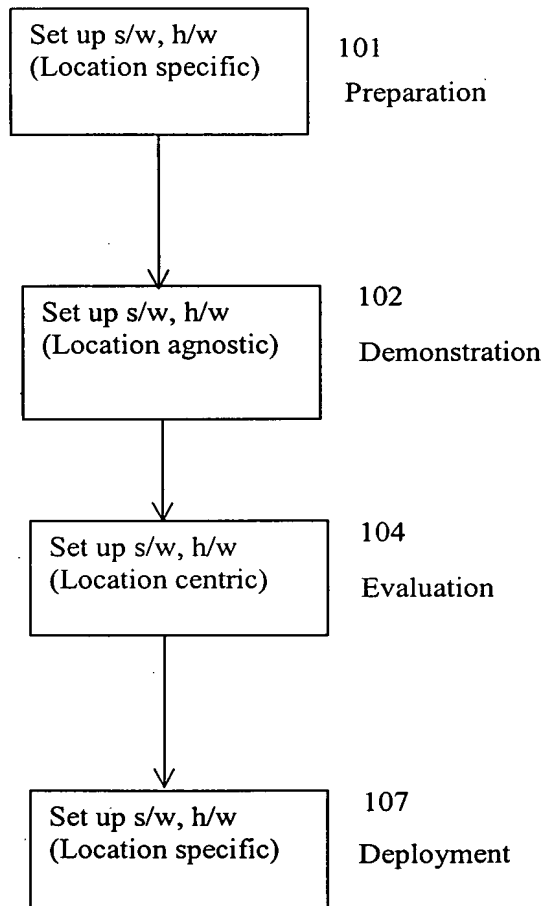 Set up s/w, h/w
(Location specific)
101
Preparation
Set up s/w, h/w
(Location agnostic)
102
Demonstration
Set up s/w, h/w
(Location centric)
104
Evaluation
Set up s/w, h/w
(Location specific)
107
Deployment